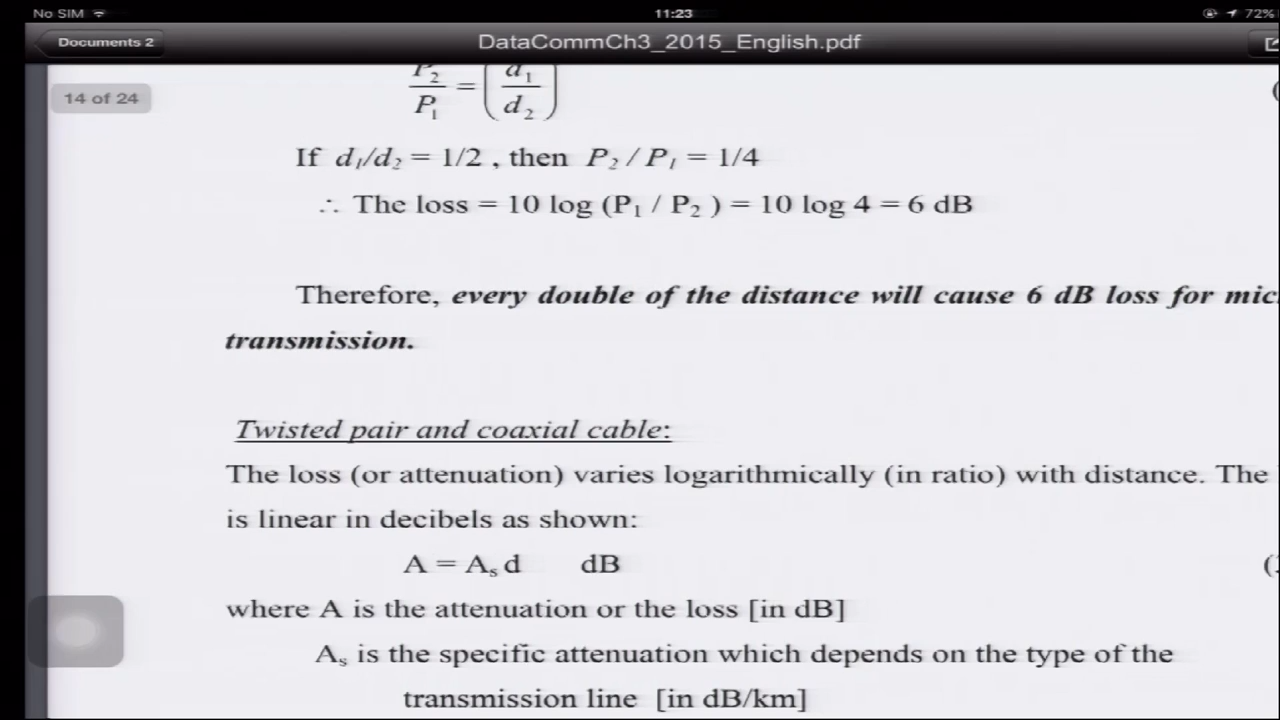 No SIM 11:23 72%
Documents 2 DataCommCh3_2015_English.pdf
14 of 24
P₂/P₁ = (d₁/d₂)
If d₁/d₂ = 1/2 , then P₂ / P₁ = 1/4
∴ The loss = 10 log (P₁ / P₂ ) = 10 log 4 = 6 dB
Therefore, every double of the distance will cause 6 dB loss for
transmission.
Twisted pair and coaxial cable:
The loss (or attenuation) varies logarithmically (in ratio) with distance. The
is linear in decibels as shown:
A = Aₛ d dB
where A is the attenuation or the loss [in dB]
Aₛ is the specific attenuation which depends on the type of the
transmission line [in dB/km]